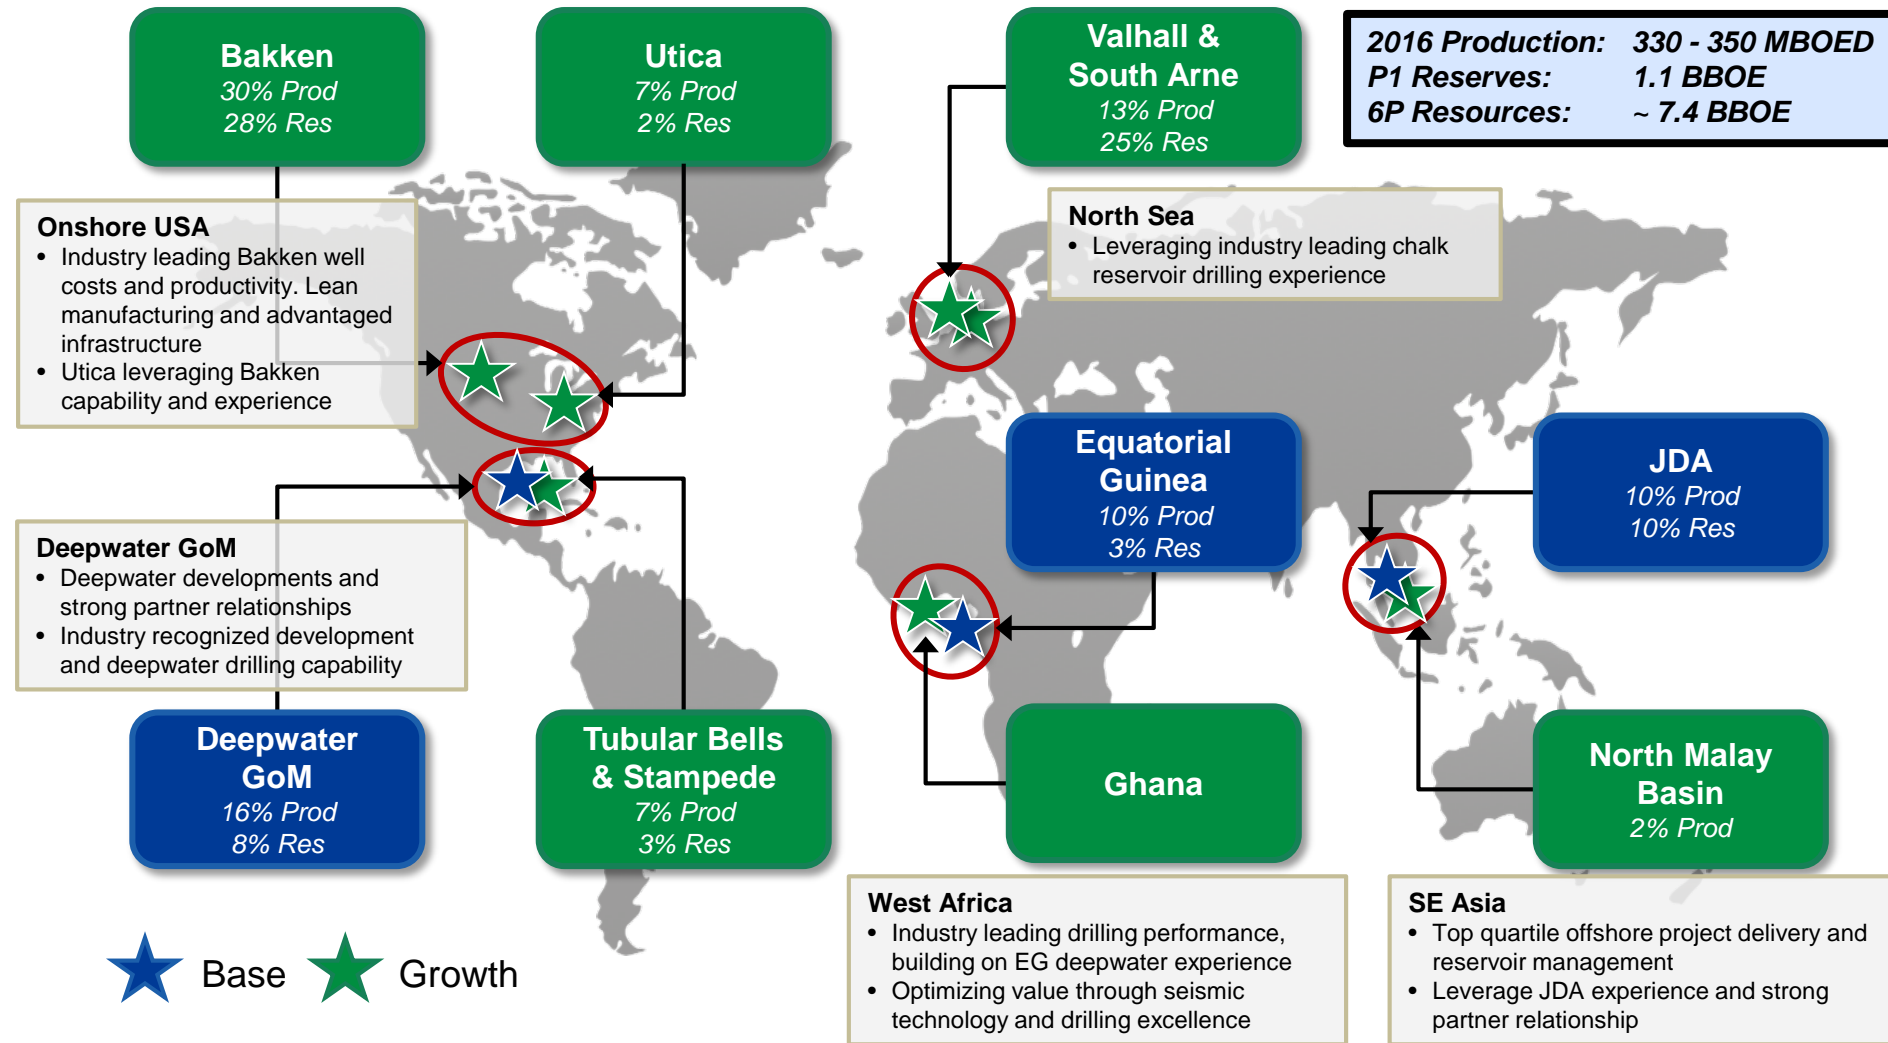 Bakken
30% Prod
28% Res
Utica
7% Prod
2% Res
Valhall &
South Arne
13% Prod
25% Res
2016 Production: 330 - 350 MBOED
P1 Reserves: 1.1 BBOE
6P Resources: ~ 7.4 BBOE
Onshore USA
• Industry leading Bakken well
costs and productivity. Lean
manufacturing and advantaged
infrastructure
• Utica leveraging Bakken
capability and experience
North Sea
• Leveraging industry leading chalk
reservoir drilling experience
Equatorial
Guinea
10% Prod
3% Res
JDA
10% Prod
10% Res
Deepwater GoM
• Deepwater developments and
strong partner relationships
• Industry recognized development
and deepwater drilling capability
Deepwater
GoM
16% Prod
8% Res
Tubular Bells
& Stampede
7% Prod
3% Res
Ghana
North Malay
Basin
2% Prod
West Africa
• Industry leading drilling performance,
building on EG deepwater experience
• Optimizing value through seismic
technology and drilling excellence
SE Asia
• Top quartile offshore project delivery and
reservoir management
• Leverage JDA experience and strong
partner relationship
Base
Growth